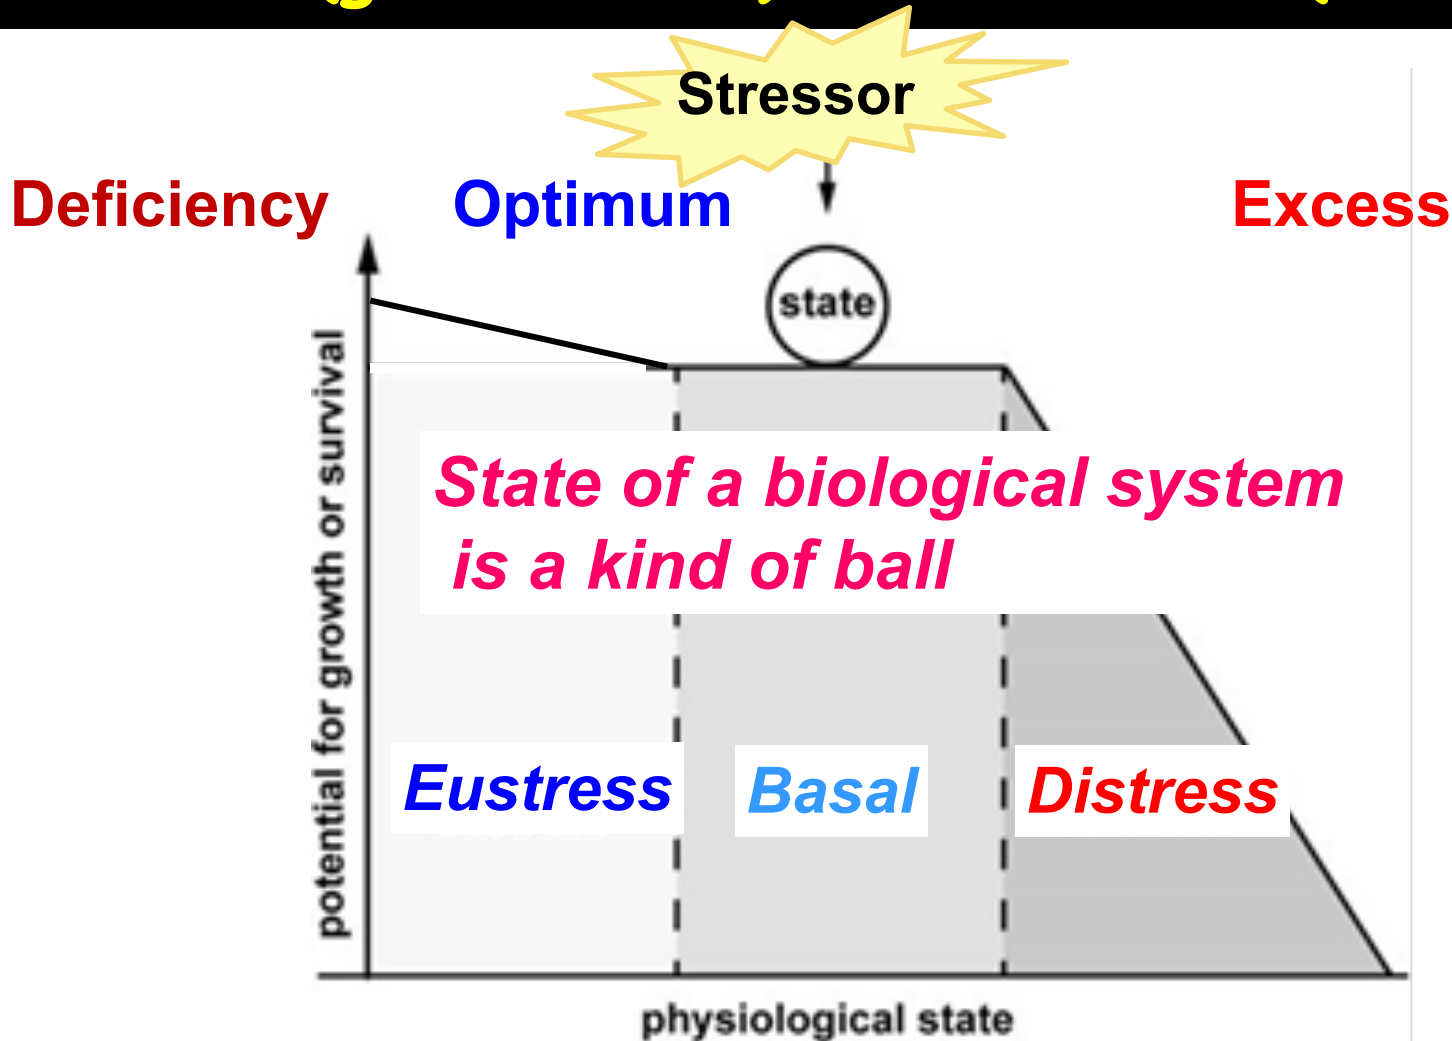 Stressor
Deficiency Optimum Excess
state
potential for growth or survival
State of a biological system
is a kind of ball
Eustress Basal Distress
physiological state